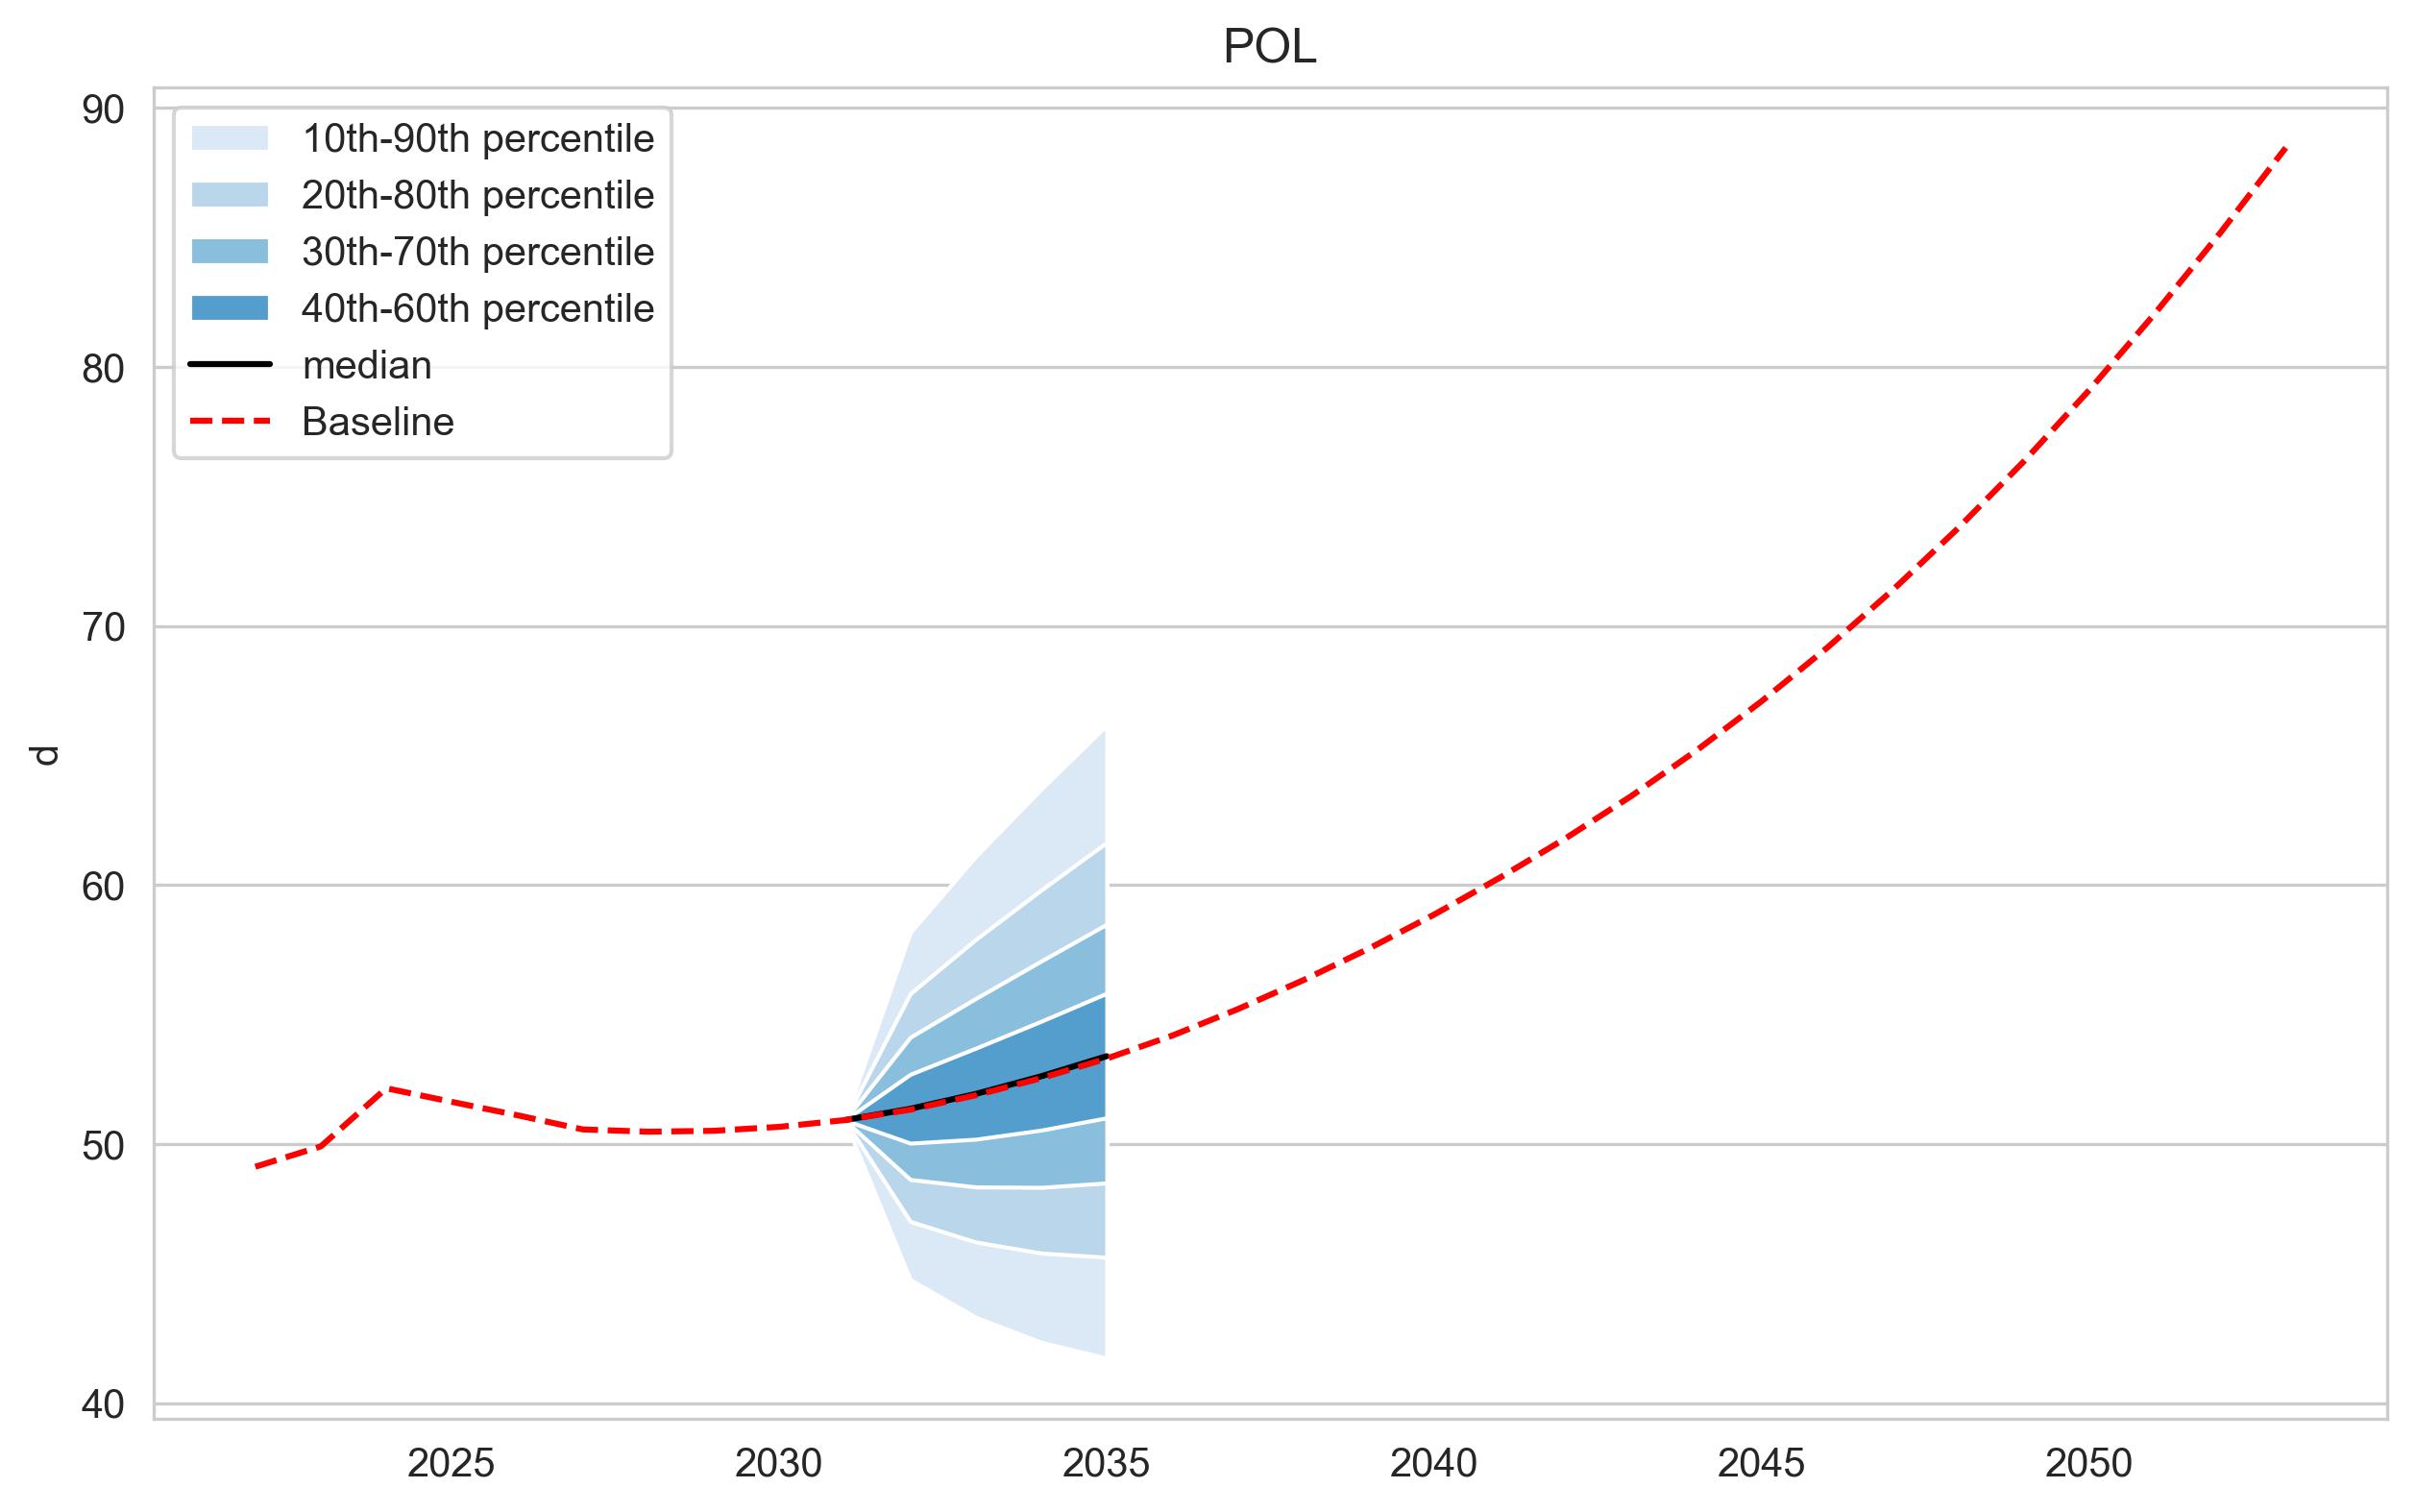 POL
90
80
70
60
50
40
d
10th-90th percentile
20th-80th percentile
30th-70th percentile
40th-60th percentile
median
Baseline
2025
2030
2035
2040
2045
2050